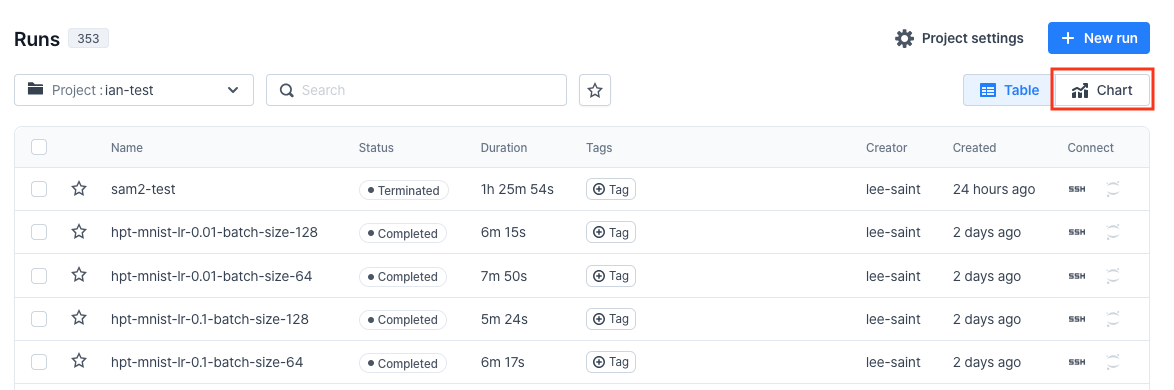 Runs 353 Project settings + New run
Project : ian-test Search Table Chart
Name Status Duration Tags Creator Created Connect
sam2-test Terminated 1h 25m 54s Tag lee-saint 24 hours ago SSH
hpt-mnist-lr-0.01-batch-size-128 Completed 6m 15s Tag lee-saint 2 days ago SSH
hpt-mnist-lr-0.01-batch-size-64 Completed 7m 50s Tag lee-saint 2 days ago SSH
hpt-mnist-lr-0.1-batch-size-128 Completed 5m 24s Tag lee-saint 2 days ago SSH
hpt-mnist-lr-0.1-batch-size-64 Completed 6m 17s Tag lee-saint 2 days ago SSH